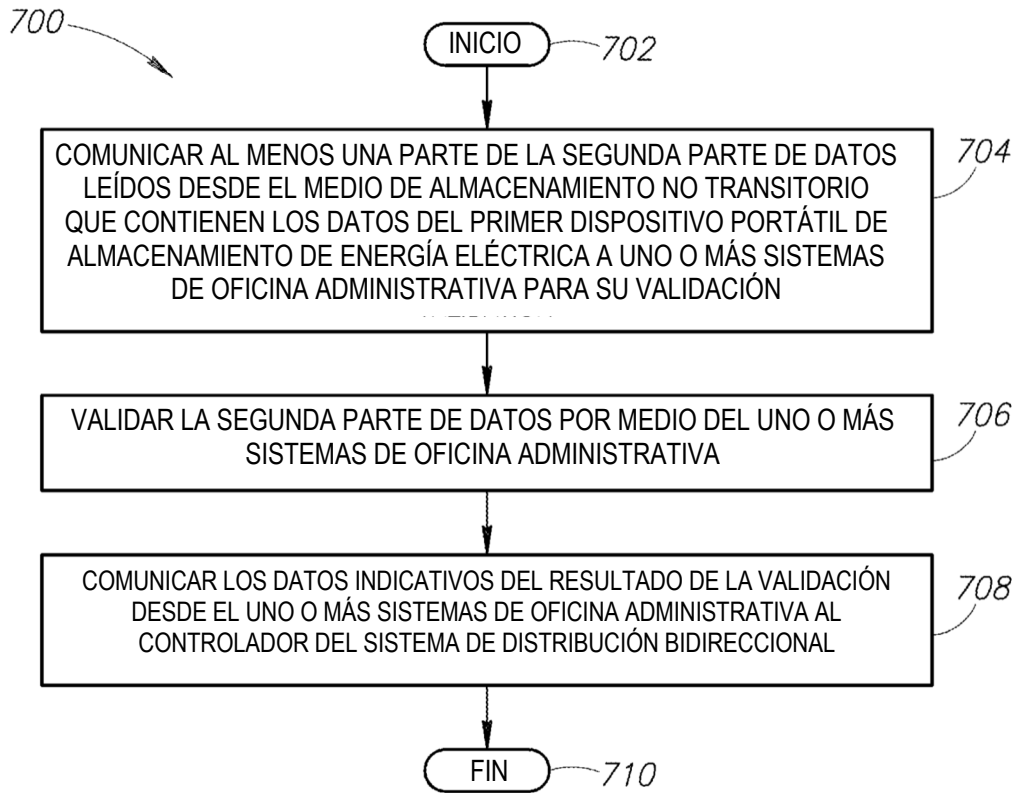 700
INICIO
702
COMUNICAR AL MENOS UNA PARTE DE LA SEGUNDA PARTE DE DATOS
LEÍDOS DESDE EL MEDIO DE ALMACENAMIENTO NO TRANSITORIO
QUE CONTIENEN LOS DATOS DEL PRIMER DISPOSITIVO PORTÁTIL DE
ALMACENAMIENTO DE ENERGÍA ELÉCTRICA A UNO O MÁS SISTEMAS
DE OFICINA ADMINISTRATIVA PARA SU VALIDACIÓN
704
VALIDAR LA SEGUNDA PARTE DE DATOS POR MEDIO DEL UNO O MÁS
SISTEMAS DE OFICINA ADMINISTRATIVA
706
COMUNICAR LOS DATOS INDICATIVOS DEL RESULTADO DE LA VALIDACIÓN
DESDE EL UNO O MÁS SISTEMAS DE OFICINA ADMINISTRATIVA AL
CONTROLADOR DEL SISTEMA DE DISTRIBUCIÓN BIDIRECCIONAL
708
FIN
710